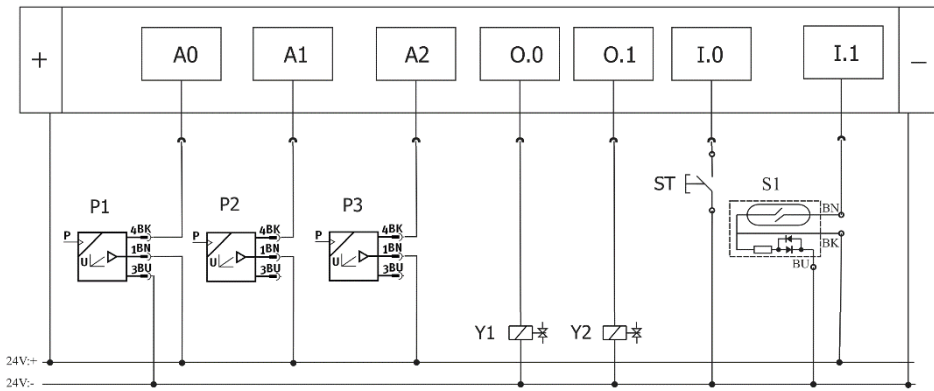 + A0 A1 A2 O.0 O.1 I.0 I.1 −
P1 P2 P3 ST S1
P U 4BK 1BN 3BU
P U 4BK 1BN 3BU
P U 4BK 1BN 3BU
BN
BK
BU
Y1 Y2
24V:+
24V:-